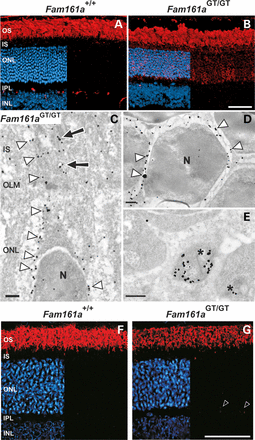 Fam161a+/+
Fam161aGT/GT
A
B
OS
IS
ONL
IPL
INL
Fam161aGT/GT
C
D
IS
OLM
ONL
N
N
E
*
*
Fam161a+/+
Fam161aGT/GT
F
G
OS
IS
ONL
IPL
INL